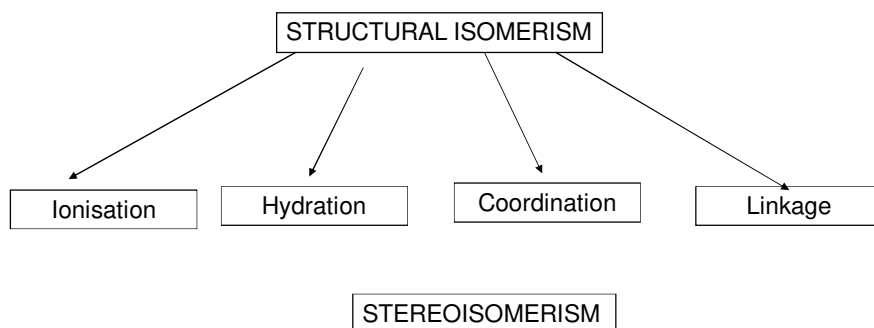 STRUCTURAL ISOMERISM
Ionisation
Hydration
Coordination
Linkage
STEREOISOMERISM